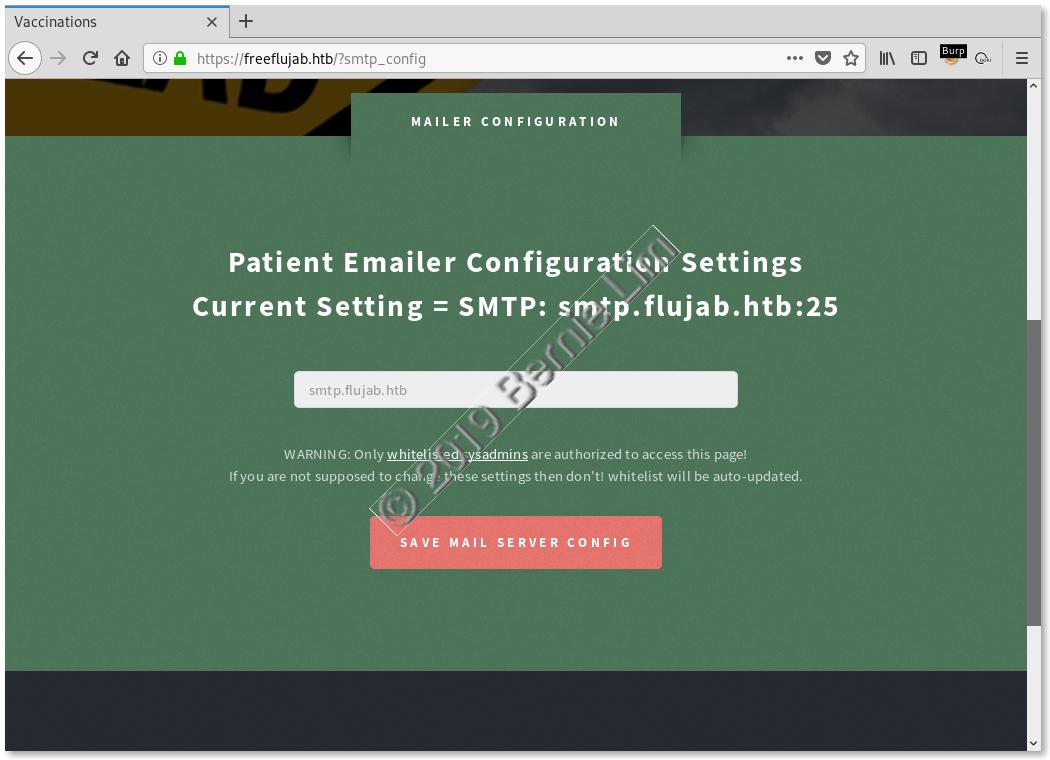 Vaccinations
https://freeflujab.htb/?smtp_config
Burp
MAILER CONFIGURATION
Patient Emailer Configuration Settings
Current Setting = SMTP: smtp.flujab.htb:25
smtp.flujab.htb
WARNING: Only whitelisted sysadmins are authorized to access this page!
If you are not supposed to change these settings then don't! whitelist will be auto-updated.
SAVE MAIL SERVER CONFIG
© 2019 Bernie Lim